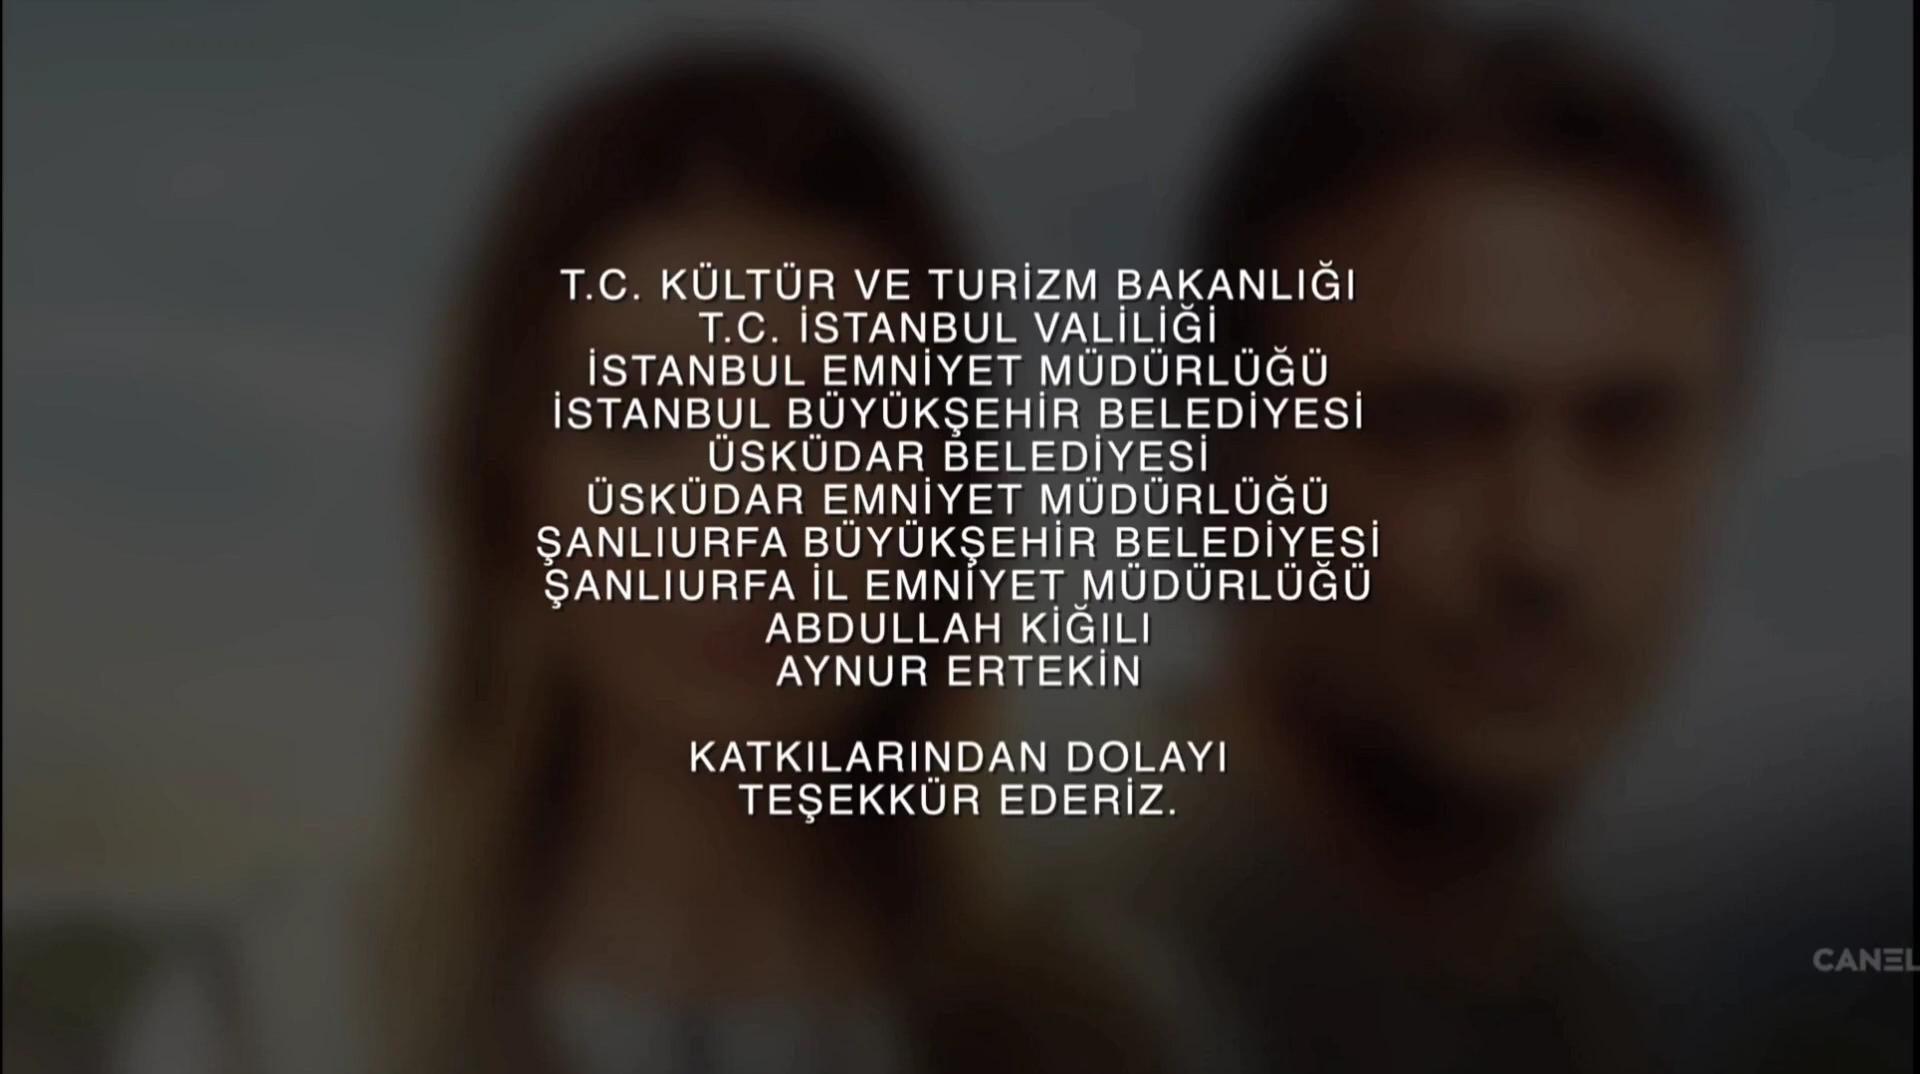 T.C. KÜLTÜR VE TURİZM BAKANLIĞI
T.C. İSTANBUL VALİLİĞİ
İSTANBUL EMNİYET MÜDÜRLÜĞÜ
İSTANBUL BÜYÜKŞEHİR BELEDİYESİ
ÜSKÜDAR BELEDİYESİ
ÜSKÜDAR EMNİYET MÜDÜRLÜĞÜ
ŞANLIURFA BÜYÜKŞEHİR BELEDİYESİ
ŞANLIURFA İL EMNİYET MÜDÜRLÜĞÜ
ABDULLAH KİĞILI
AYNUR ERTEKİN
KATKILARINDAN DOLAYI
TEŞEKKÜR EDERİZ.
CANEL